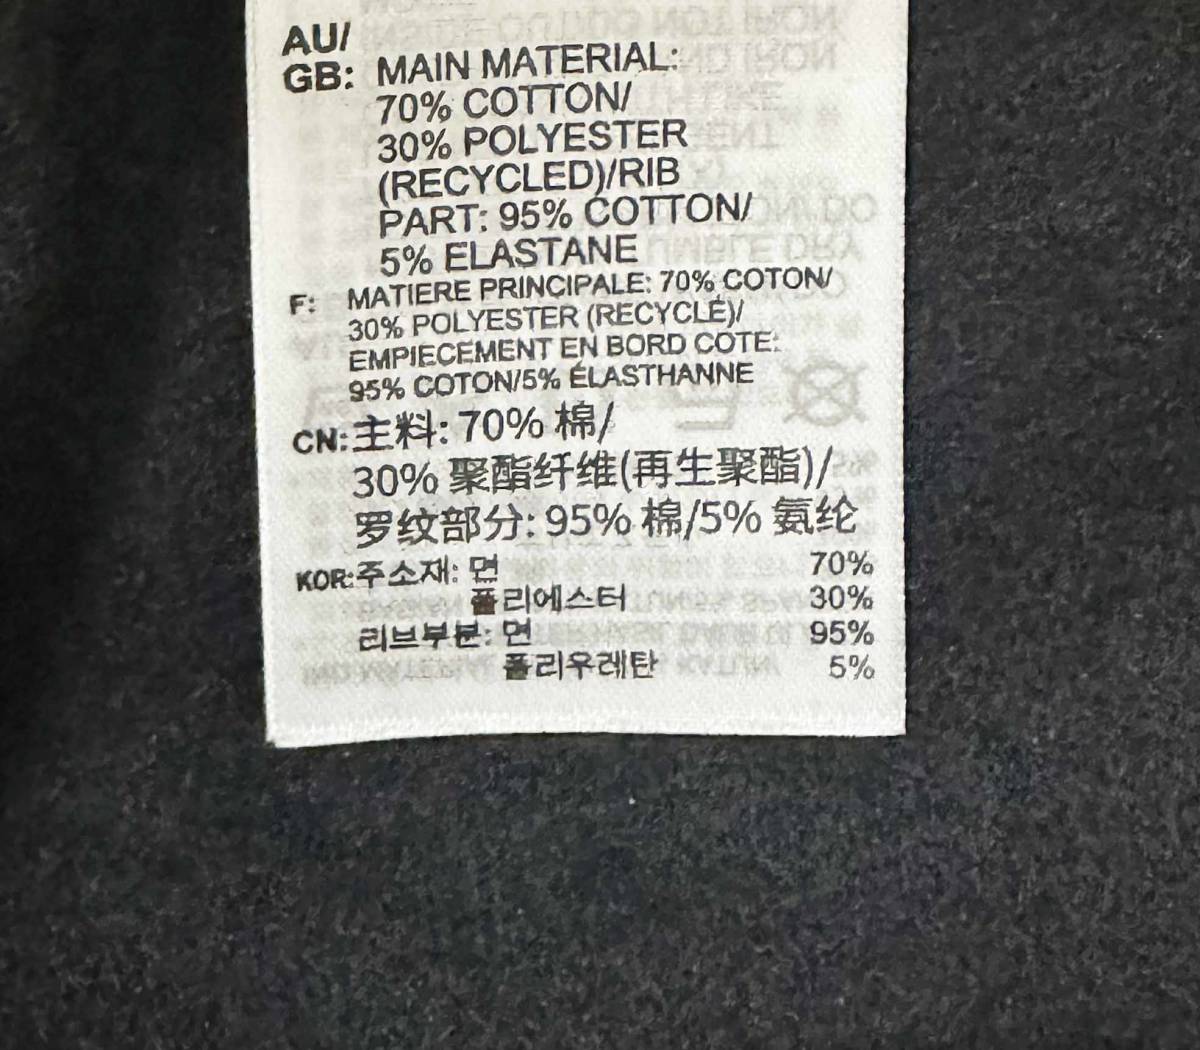 AU/
GB: MAIN MATERIAL:
70% COTTON/
30% POLYESTER
(RECYCLED)/RIB
PART: 95% COTTON/
5% ELASTANE
F: MATIERE PRINCIPALE: 70% COTON/
30% POLYESTER (RECYCLÉ)/
EMPIECEMENT EN BORD COTE:
95% COTON/5% ÉLASTHANNE
CN: 主料: 70% 棉/
30% 聚酯纤维(再生聚酯)/
罗纹部分: 95% 棉/5% 氨纶
KOR: 주소재: 면 70%
폴리에스터 30%
리브부분: 면 95%
폴리우레탄 5%